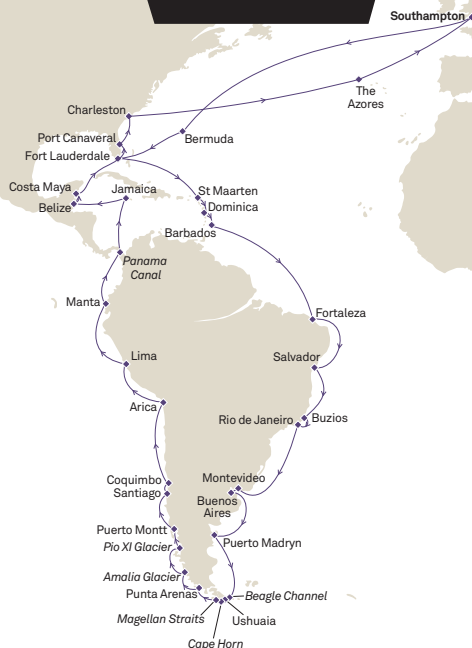 Southampton
The
Azores
Charleston
Port Canaveral
Bermuda
Fort Lauderdale
Costa Maya
Jamaica
St Maarten
Belize
Dominica
Barbados
Panama
Canal
Manta
Fortaleza
Lima
Salvador
Arica
Rio de Janeiro
Buzios
Coquimbo
Montevideo
Santiago
Buenos
Aires
Puerto Montt
Puerto Madryn
Pio XI Glacier
Amalia Glacier
Punta Arenas
Beagle Channel
Magellan Straits
Ushuaia
Cape Horn